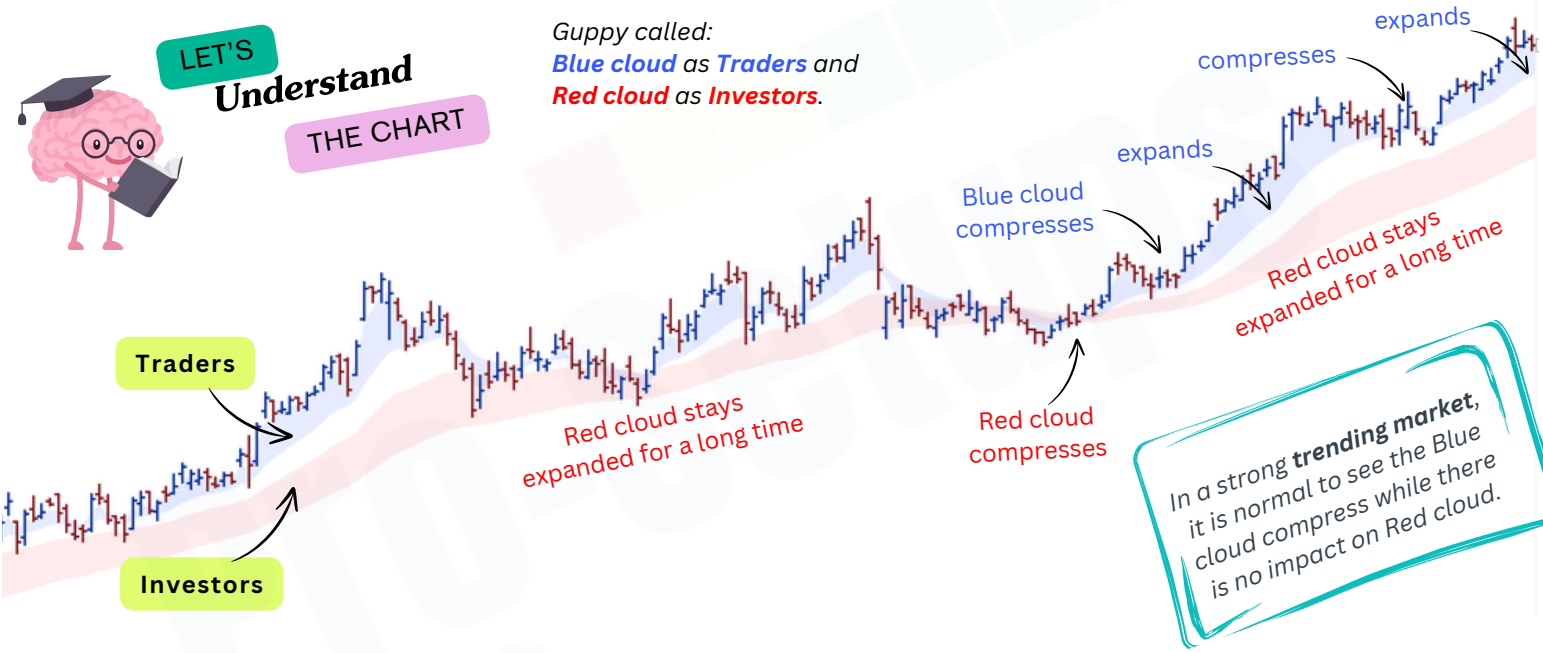 LET'S
Understand
THE CHART
Guppy called:
Blue cloud as Traders and
Red cloud as Investors.
expands
compresses
expands
Blue cloud
compresses
Red cloud stays
expanded for a long time
Traders
Red cloud stays
expanded for a long time
Red cloud
compresses
Investors
In a strong trending market,
it is normal to see the Blue
cloud compress while there
is no impact on Red cloud.
Pro-Setups